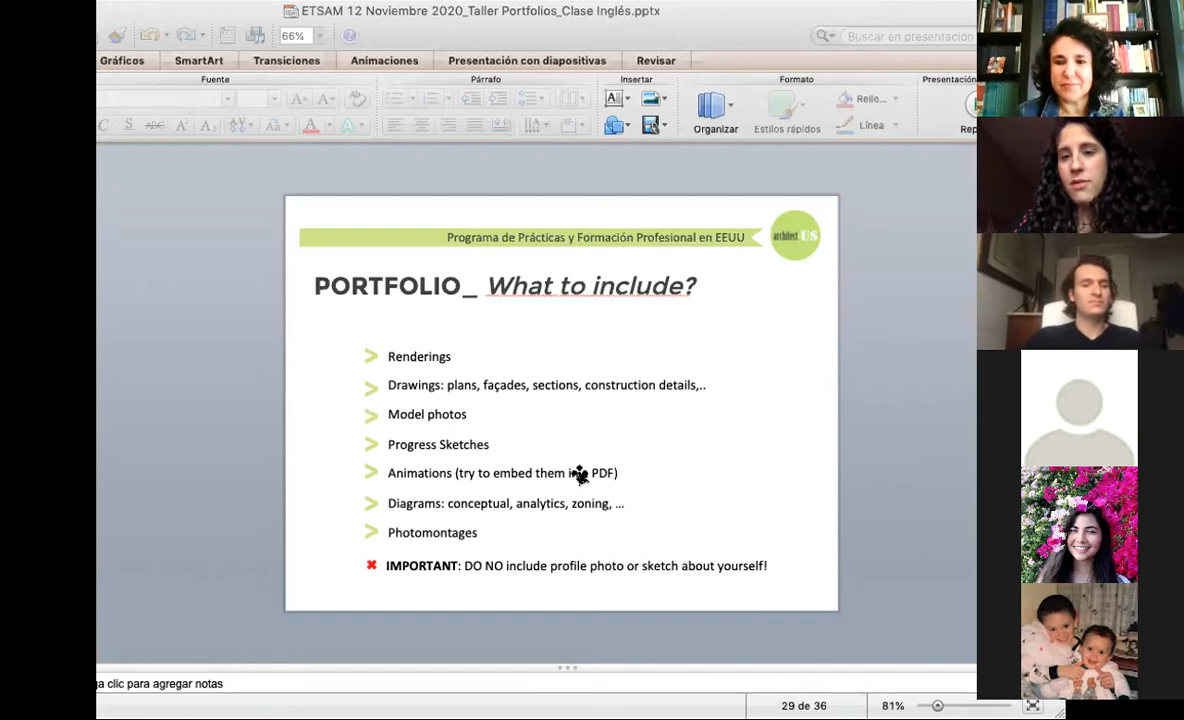 ETSAM 12 Noviembre 2020_Taller Portfolios_Clase Inglés.pptx
66%
Buscar en presentación
Gráficos SmartArt Transiciones Animaciones Presentación con diapositivas Revisar
Fuente Párrafo Insertar Formato Presentación
Organizar Estilos rápidos Relle... Línea Rep
Programa de Prácticas y Formación Profesional en EEUU
architect-US
PORTFOLIO_ What to include?
> Renderings
> Drawings: plans, façades, sections, construction details,..
> Model photos
> Progress Sketches
> Animations (try to embed them PDF)
> Diagrams: conceptual, analytics, zoning, ...
> Photomontages
✖ IMPORTANT: DO NO include profile photo or sketch about yourself!
ga clic para agregar notas
29 de 36 81%